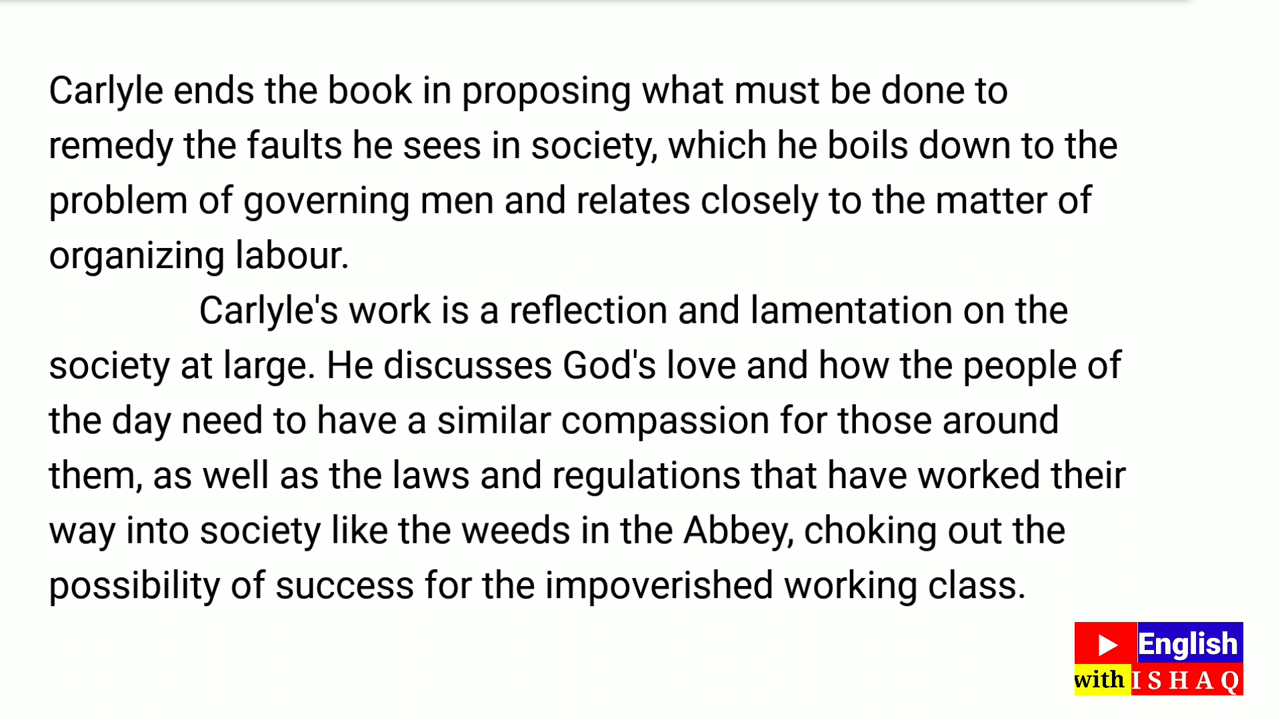 Carlyle ends the book in proposing what must be done to
remedy the faults he sees in society, which he boils down to the
problem of governing men and relates closely to the matter of
organizing labour.
Carlyle's work is a reflection and lamentation on the
society at large. He discusses God's love and how the people of
the day need to have a similar compassion for those around
them, as well as the laws and regulations that have worked their
way into society like the weeds in the Abbey, choking out the
possibility of success for the impoverished working class.
English
with ISHAQ